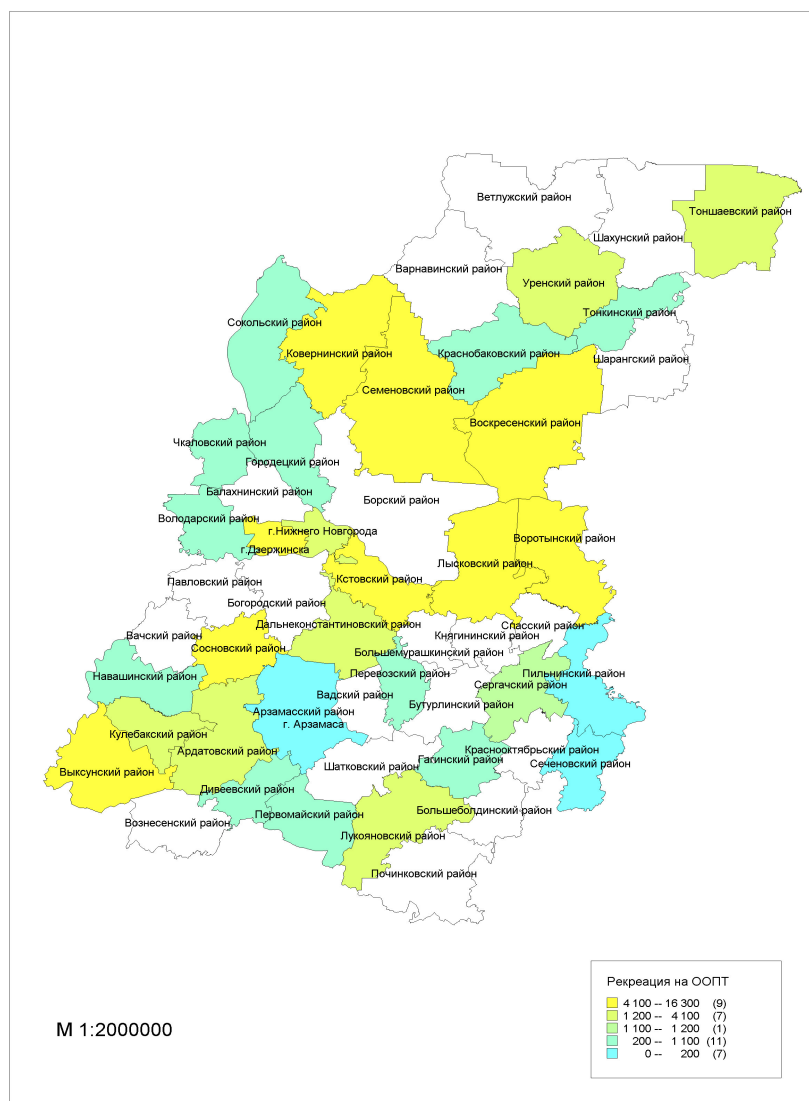 Ветлужский район
Тоншаевский район
Шахунский район
Варнавинский район
Уренский район
Тонкинский район
Сокольский район
Ковернинский район
Краснобаковский район
Шарангский район
Семеновский район
Воскресенский район
Чкаловский район
Городецкий район
Балахнинский район
Борский район
Володарский район
г.Нижнего Новгорода
Воротынский район
г.Дзержинска
Лысковский район
Кстовский район
Павловский район
Богородский район
Дальнеконстантиновский район
Спасский район
Вачский район
Княгининский район
Сосновский район
Большемурашкинский район
Навашинский район
Перевозский район
Пильнинский район
Сергачский район
Вадский район
Бутурлинский район
Арзамасский район
г. Арзамаса
Кулебакский район
Ардатовский район
Краснооктябрьский район
Гагинский район
Сеченовский район
Шатковский район
Выксунский район
Дивеевский район
Большеболдинский район
Первомайский район
Вознесенский район
Лукояновский район
Починковский район
Рекреация на ООПТ
4 100 -- 16 300 (9)
1 200 -- 4 100 (7)
1 100 -- 1 200 (1)
200 -- 1 100 (11)
0 -- 200 (7)
М 1:2000000